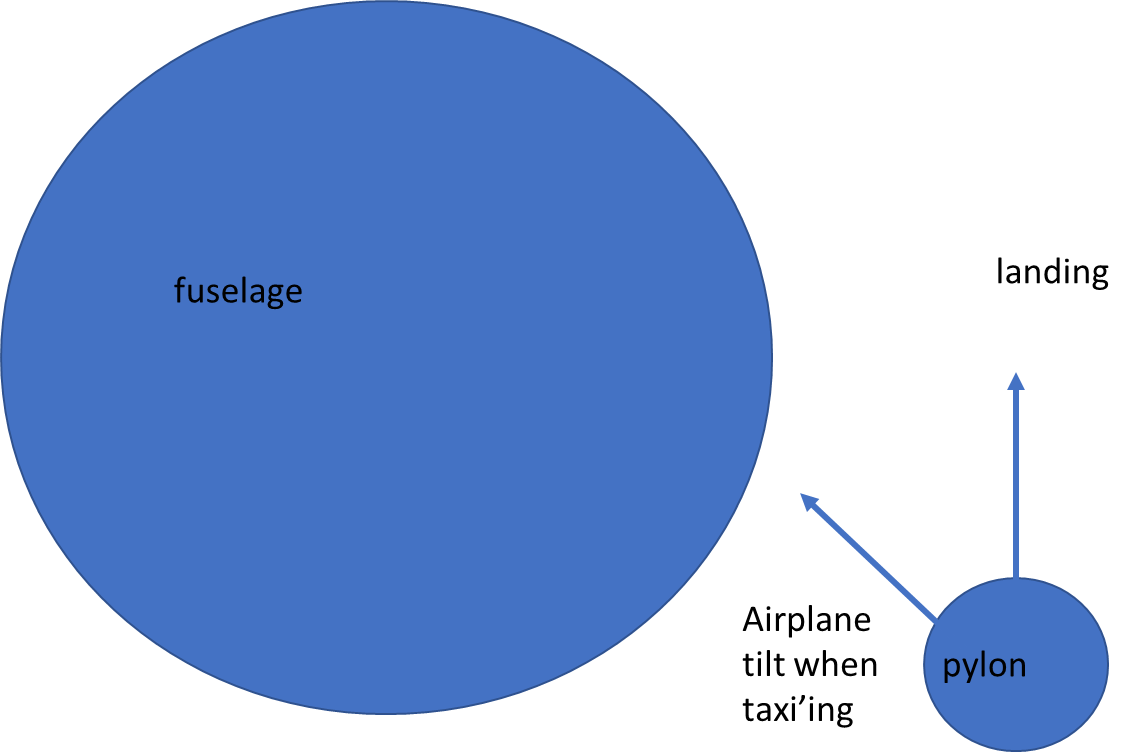 fuselage
landing
Airplane
tilt when
taxi’ing
pylon